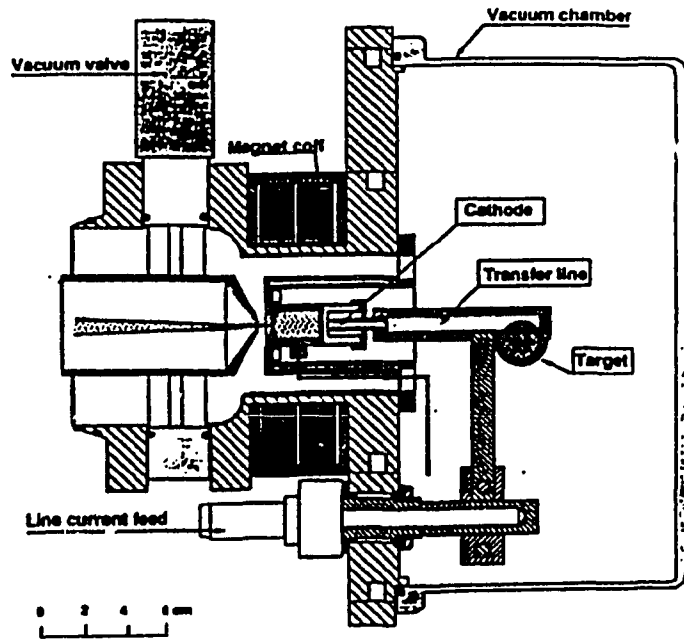 Vacuum chamber
Vacuum valve
Magnet coil
Cathode
Transfer line
Target
Line current feed
0 2 4 6 cm